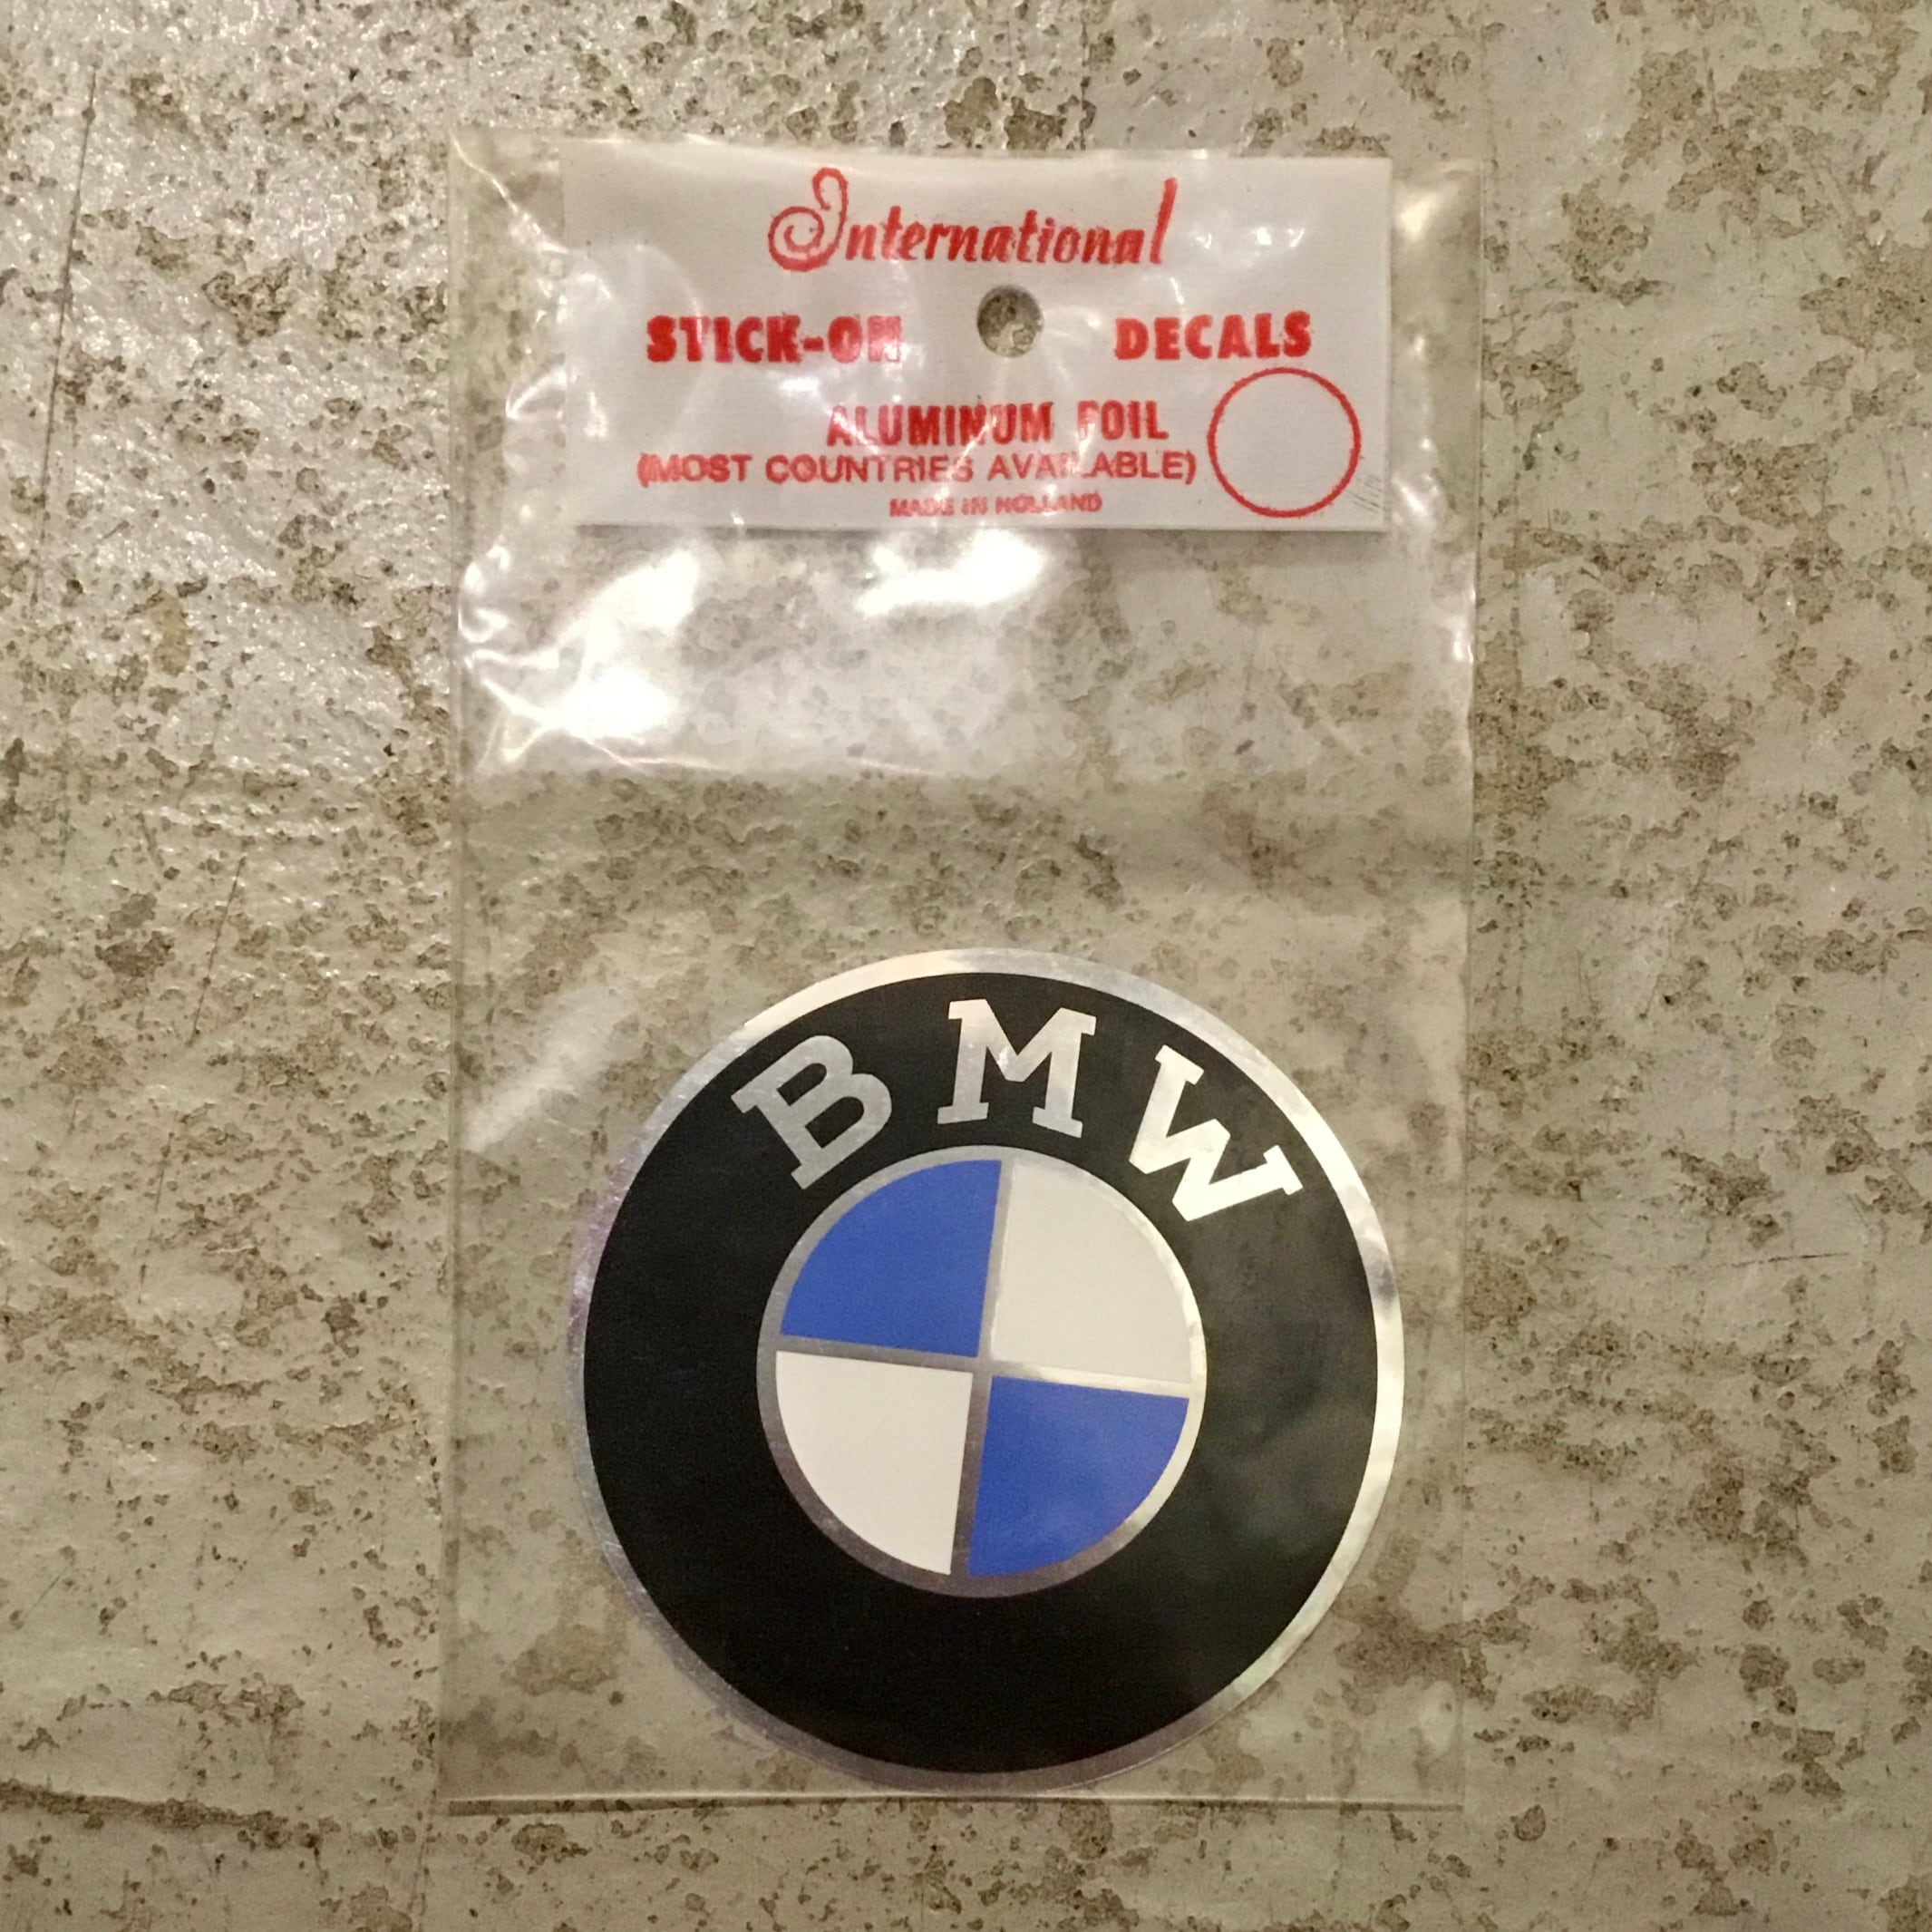 International
STICK-ON DECALS
ALUMINUM FOIL
(MOST COUNTRIES AVAILABLE)
MADE IN HOLLAND
BMW